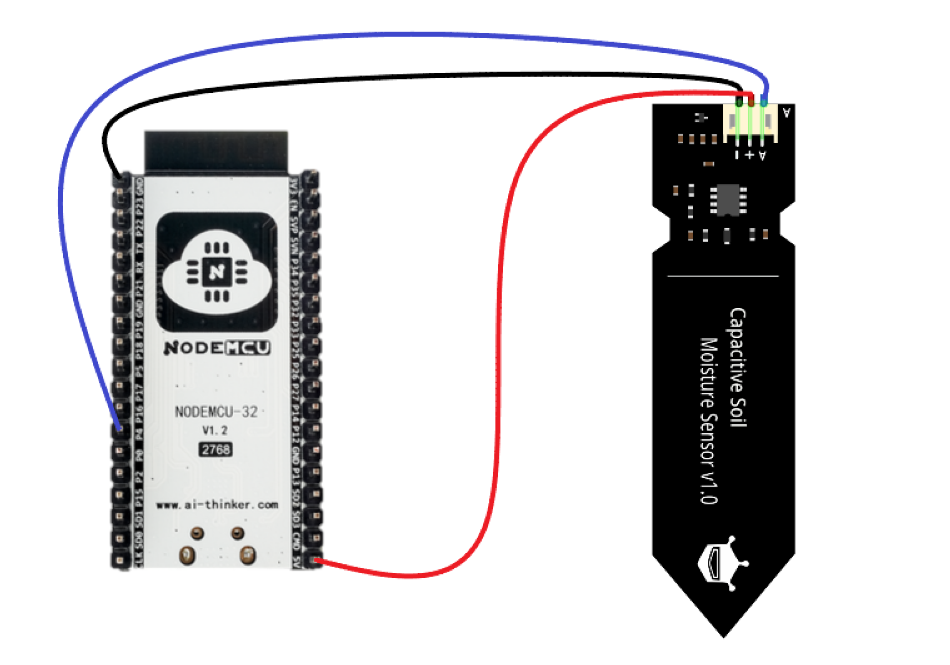 GND
P23
P22
TX
RX
P21
GND
P19
P18
P5
P17
P16
P4
P0
P2
P15
SD1
SD0
CLK
3V3
EN
SVP
SVN
P34
P35
P32
P33
P25
P26
P27
P14
P12
GND
P13
SD2
SD3
CMD
5V
N
NODEMCU
NODEMCU-32
V1.2
2768
www.ai-thinker.com
A
- + A
Capacitive Soil
Moisture Sensor v1.0